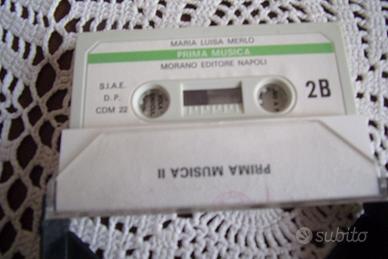 MARIA LUISA MERLO
PRIMA MUSICA
MORANO EDITORE NAPOLI
S.I.A.E.
D. P.
CDM 22
2B
PRIMA MUSICA II
subito